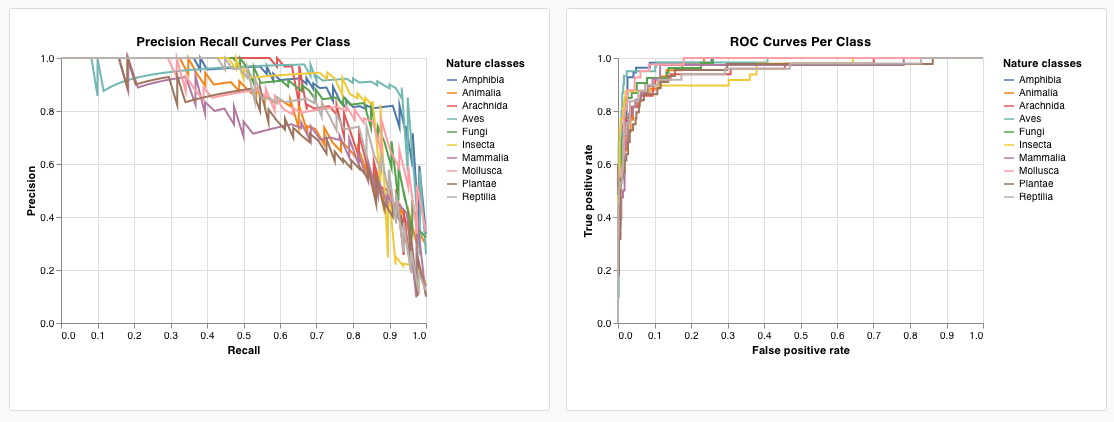 Precision Recall Curves Per Class
1.0
0.8
0.6
0.4
0.2
0.0
Precision
0.0 0.1 0.2 0.3 0.4 0.5 0.6 0.7 0.8 0.9 1.0
Recall
Nature classes
Amphibia
Animalia
Arachnida
Aves
Fungi
Insecta
Mammalia
Mollusca
Plantae
Reptilia
ROC Curves Per Class
1.0
0.8
0.6
0.4
0.2
0.0
True positive rate
0.0 0.1 0.2 0.3 0.4 0.5 0.6 0.7 0.8 0.9 1.0
False positive rate
Nature classes
Amphibia
Animalia
Arachnida
Aves
Fungi
Insecta
Mammalia
Mollusca
Plantae
Reptilia